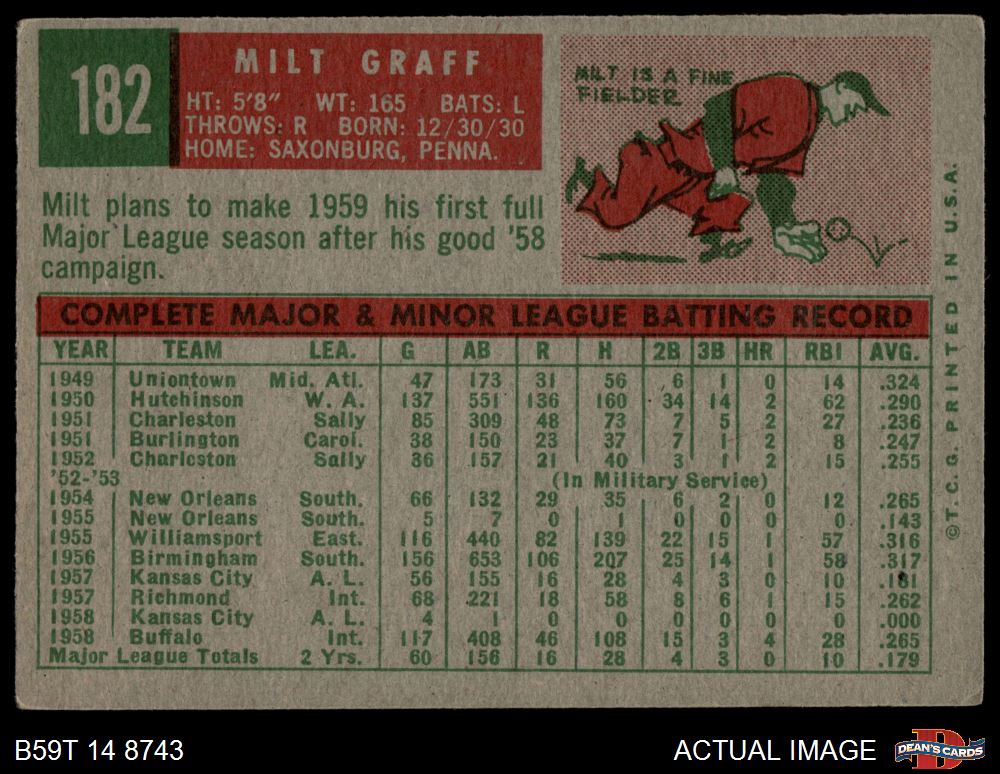 182
MILT GRAFF
HT: 5'8" WT: 165 BATS: L
THROWS: R BORN: 12/30/30
HOME: SAXONBURG, PENNA.
MILT IS A FINE
FIELDER
Milt plans to make 1959 his first full
Major League season after his good '58
campaign.
COMPLETE MAJOR & MINOR LEAGUE BATTING RECORD
YEAR TEAM LEA. G AB R H 2B 3B HR RBI AVG.
1949 Uniontown Mid. Atl. 47 173 31 56 6 1 0 14 .324
1950 Hutchinson W. A. 137 551 136 160 34 14 2 62 .290
1951 Charleston Sally 85 309 48 73 7 5 2 27 .236
1951 Burlington Carol. 38 150 23 37 7 1 2 8 .247
1952 Charleston Sally 36 157 21 40 3 1 2 15 .255
'52-'53 (In Military Service)
1954 New Orleans South. 66 132 29 35 6 2 0 12 .265
1955 New Orleans South. 5 7 0 1 0 0 0 0 .143
1955 Williamsport East. 116 440 82 139 22 15 1 57 .316
1956 Birmingham South. 156 653 106 207 25 14 1 58 .317
1957 Kansas City A. L. 56 155 16 28 4 3 0 10 .181
1957 Richmond Int. 68 221 18 58 8 6 1 15 .262
1958 Kansas City A. L. 4 1 0 0 0 0 0 0 .000
1958 Buffalo Int. 117 408 46 108 15 3 4 28 .265
Major League Totals 2 Yrs. 60 156 16 28 4 3 0 10 .179
©T.C.G. PRINTED IN U.S.A.
B59T 14 8743
ACTUAL IMAGE
DEAN'S CARDS